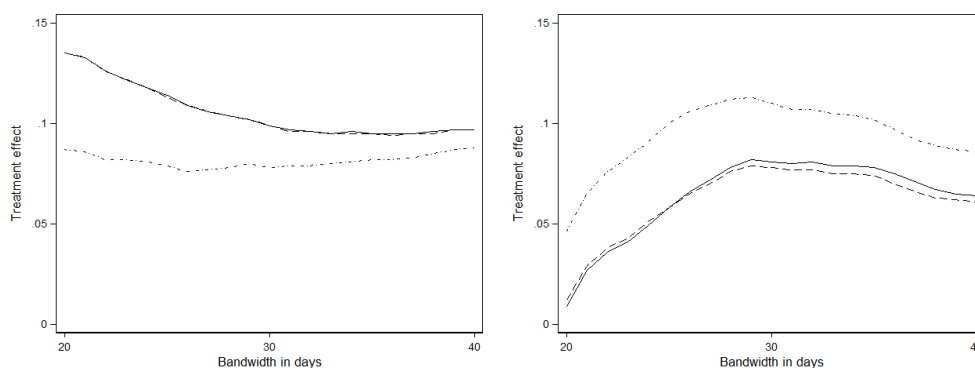 .15
.1
.05
0
Treatment effect
20 30 40
Bandwidth in days
.15
.1
.05
0
Treatment effect
20 30
Bandwidth in days